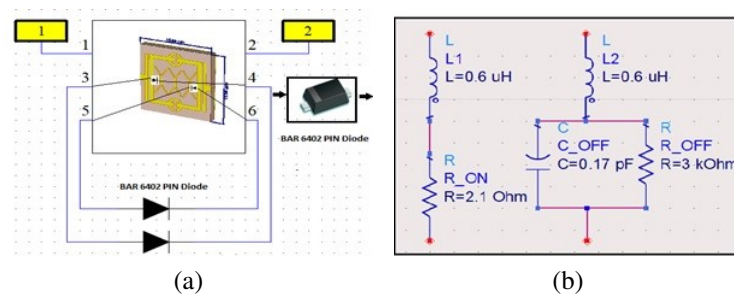 1
2
1
2
3
4
5
6
BAR 6402 PIN Diode
BAR 6402 PIN Diode
(a)
L
L1
L=0.6 uH
R
R_ON
R=2.1 Ohm
L
L2
L=0.6 uH
C
C_OFF
C=0.17 pF
R
R_OFF
R=3 kOhm
(b)